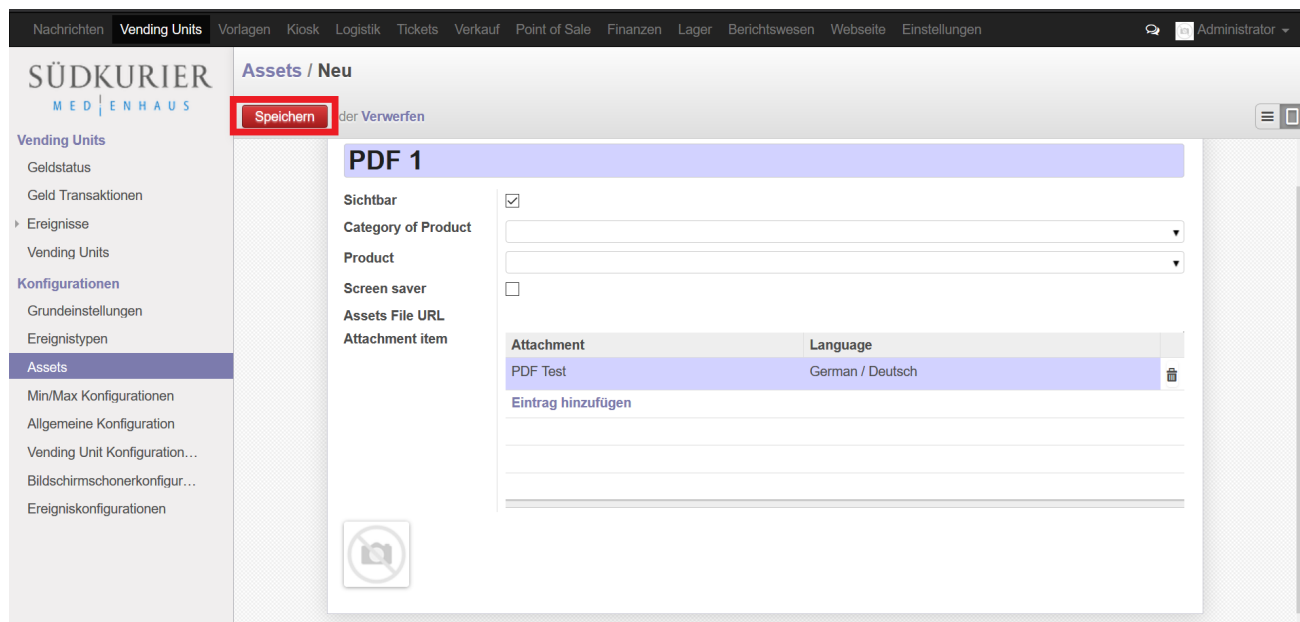 Nachrichten Vending Units Vorlagen Kiosk Logistik Tickets Verkauf Point of Sale Finanzen Lager Berichtswesen Webseite Einstellungen Administrator
SÜDKURIER
MEDIENHAUS
Vending Units
Geldstatus
Geld Transaktionen
Ereignisse
Vending Units
Konfigurationen
Grundeinstellungen
Ereignistypen
Assets
Min/Max Konfigurationen
Allgemeine Konfiguration
Vending Unit Konfiguration…
Bildschirmschonerkonfigur…
Ereigniskonfigurationen
Assets / Neu
Speichern der Verwerfen
PDF 1
Sichtbar
Category of Product
Product
Screen saver
Assets File URL
Attachment item
Attachment Language
PDF Test German / Deutsch
Eintrag hinzufügen